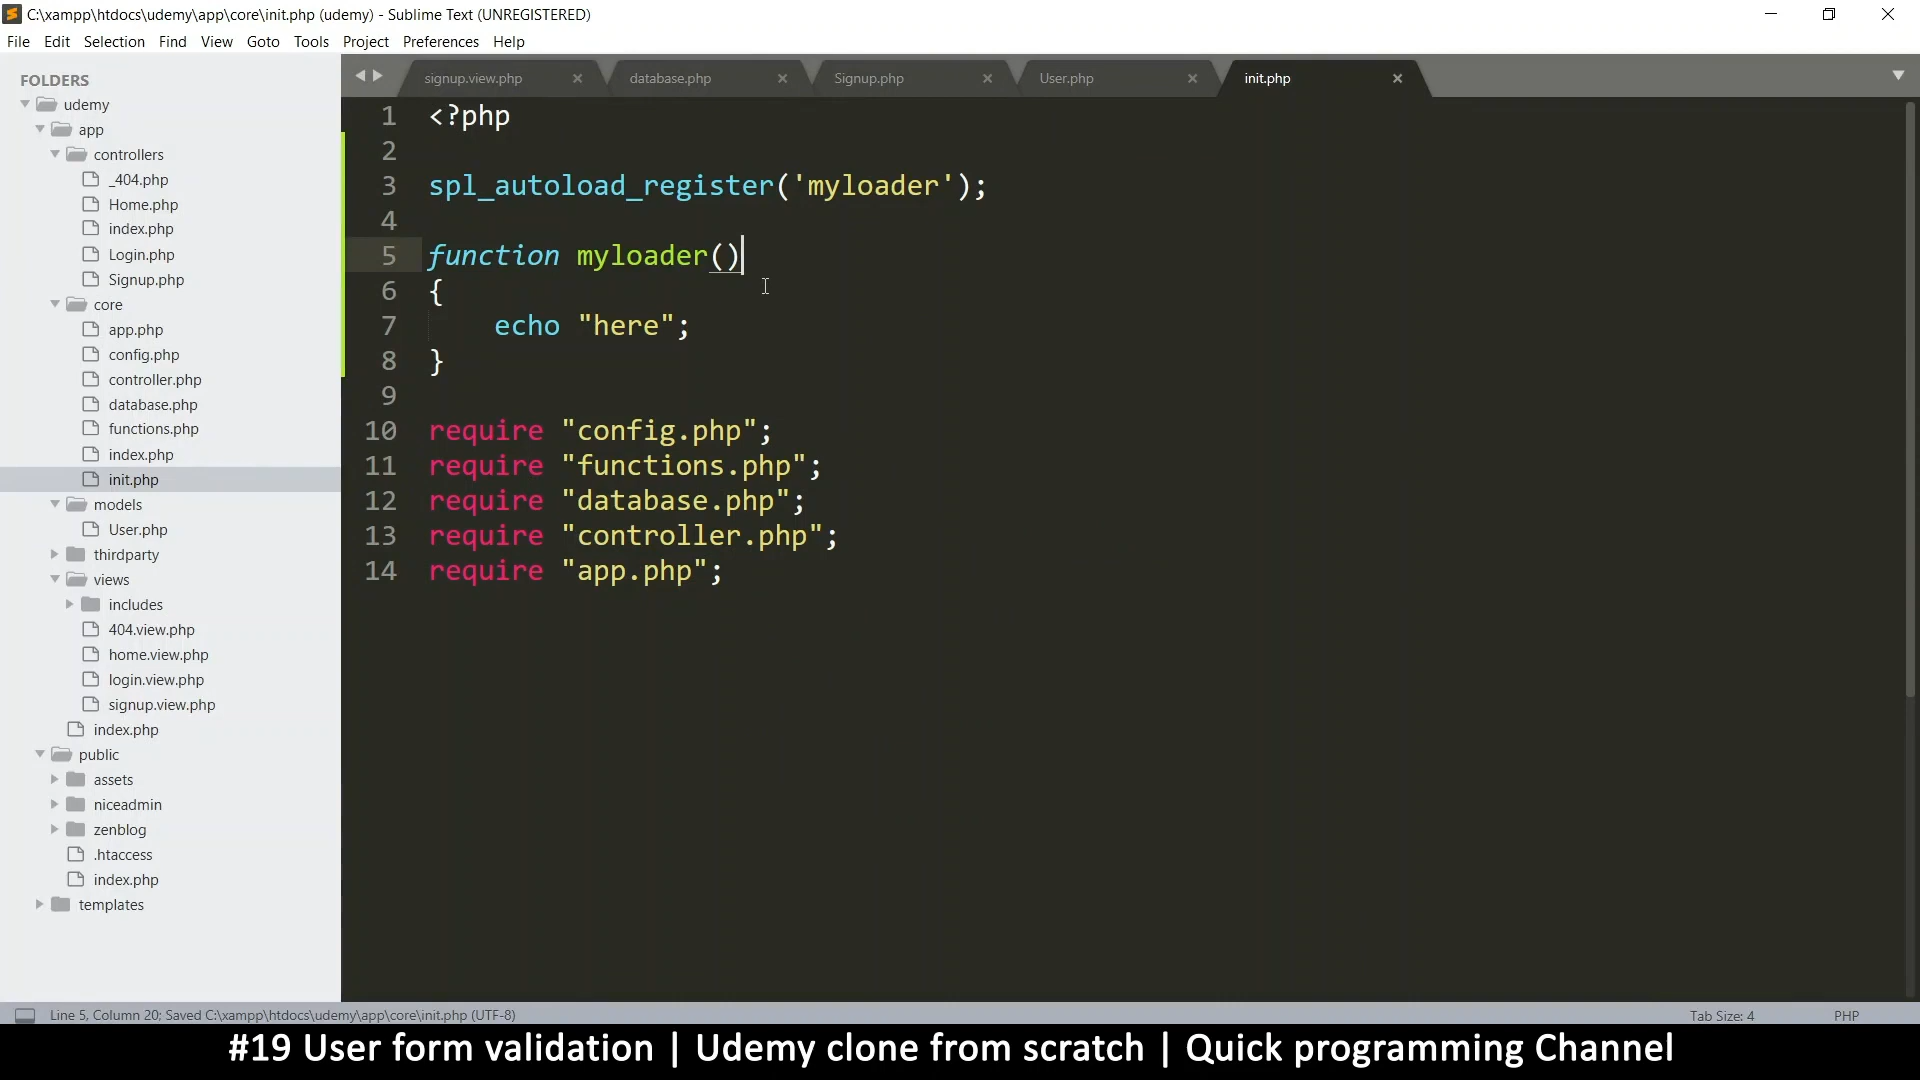 C:\xampp\htdocs\udemy\app\core\init.php (udemy) - Sublime Text (UNREGISTERED)
File Edit Selection Find View Goto Tools Project Preferences Help
FOLDERS
udemy
app
controllers
_404.php
Home.php
index.php
Login.php
Signup.php
core
app.php
config.php
controller.php
database.php
functions.php
index.php
init.php
models
User.php
thirdparty
views
includes
404.view.php
home.view.php
login.view.php
signup.view.php
index.php
public
assets
niceadmin
zenblog
.htaccess
index.php
templates
signup.view.php database.php Signup.php User.php init.php
1 <?php
2
3 spl_autoload_register('myloader');
4
5 function myloader()
6 {
7 echo "here";
8 }
9
10 require "config.php";
11 require "functions.php";
12 require "database.php";
13 require "controller.php";
14 require "app.php";
Line 5, Column 20; Saved C:\xampp\htdocs\udemy\app\core\init.php (UTF-8) Tab Size: 4 PHP
#19 User form validation | Udemy clone from scratch | Quick programming Channel